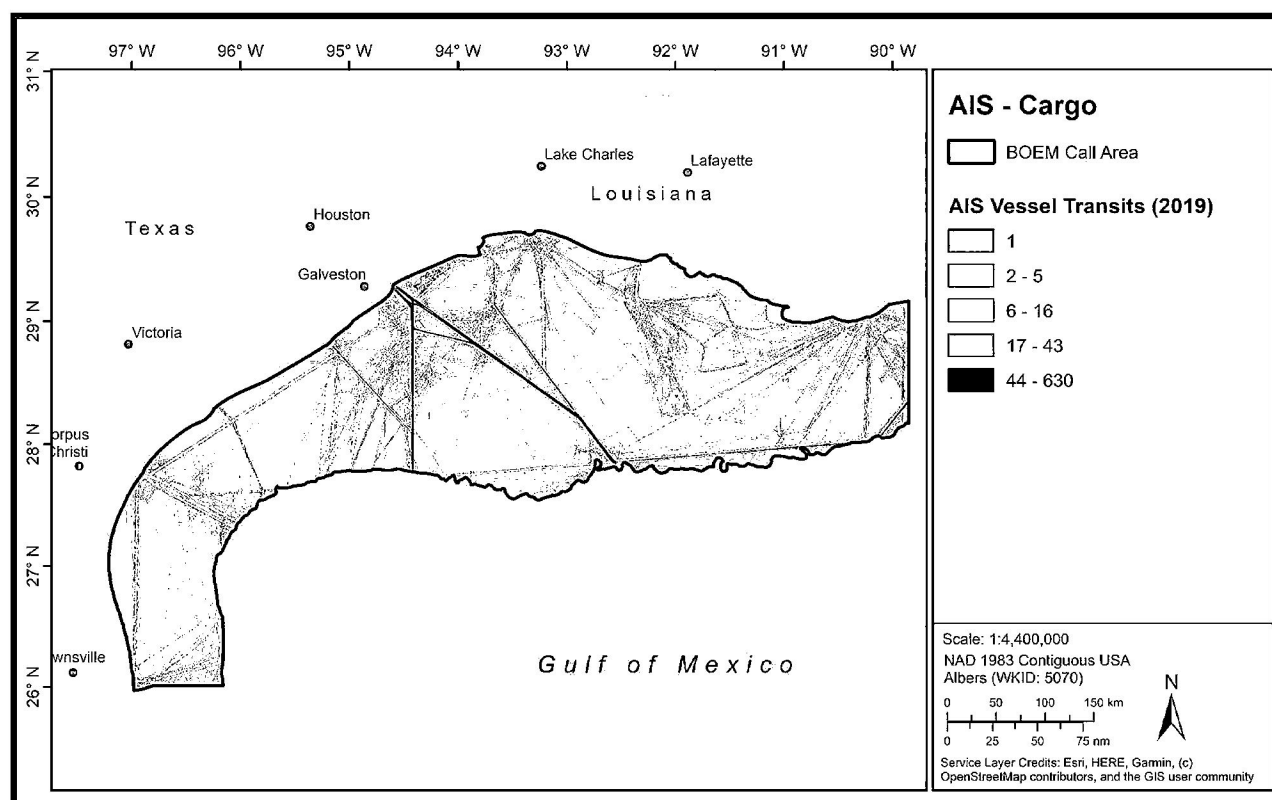 97° W 96° W 95° W 94° W 93° W 92° W 91° W 90° W
31° N
30° N
29° N
28° N
27° N
26° N
Lake Charles
Lafayette
Louisiana
Houston
Texas
Galveston
Victoria
orpus
Christi
wnsville
Gulf of Mexico
AIS - Cargo
BOEM Call Area
AIS Vessel Transits (2019)
1
2 - 5
6 - 16
17 - 43
44 - 630
Scale: 1:4,400,000
NAD 1983 Contiguous USA
Albers (WKID: 5070)
N
0 50 100 150 km
0 25 50 75 nm
Service Layer Credits: Esri, HERE, Garmin, (c)
OpenStreetMap contributors, and the GIS user community